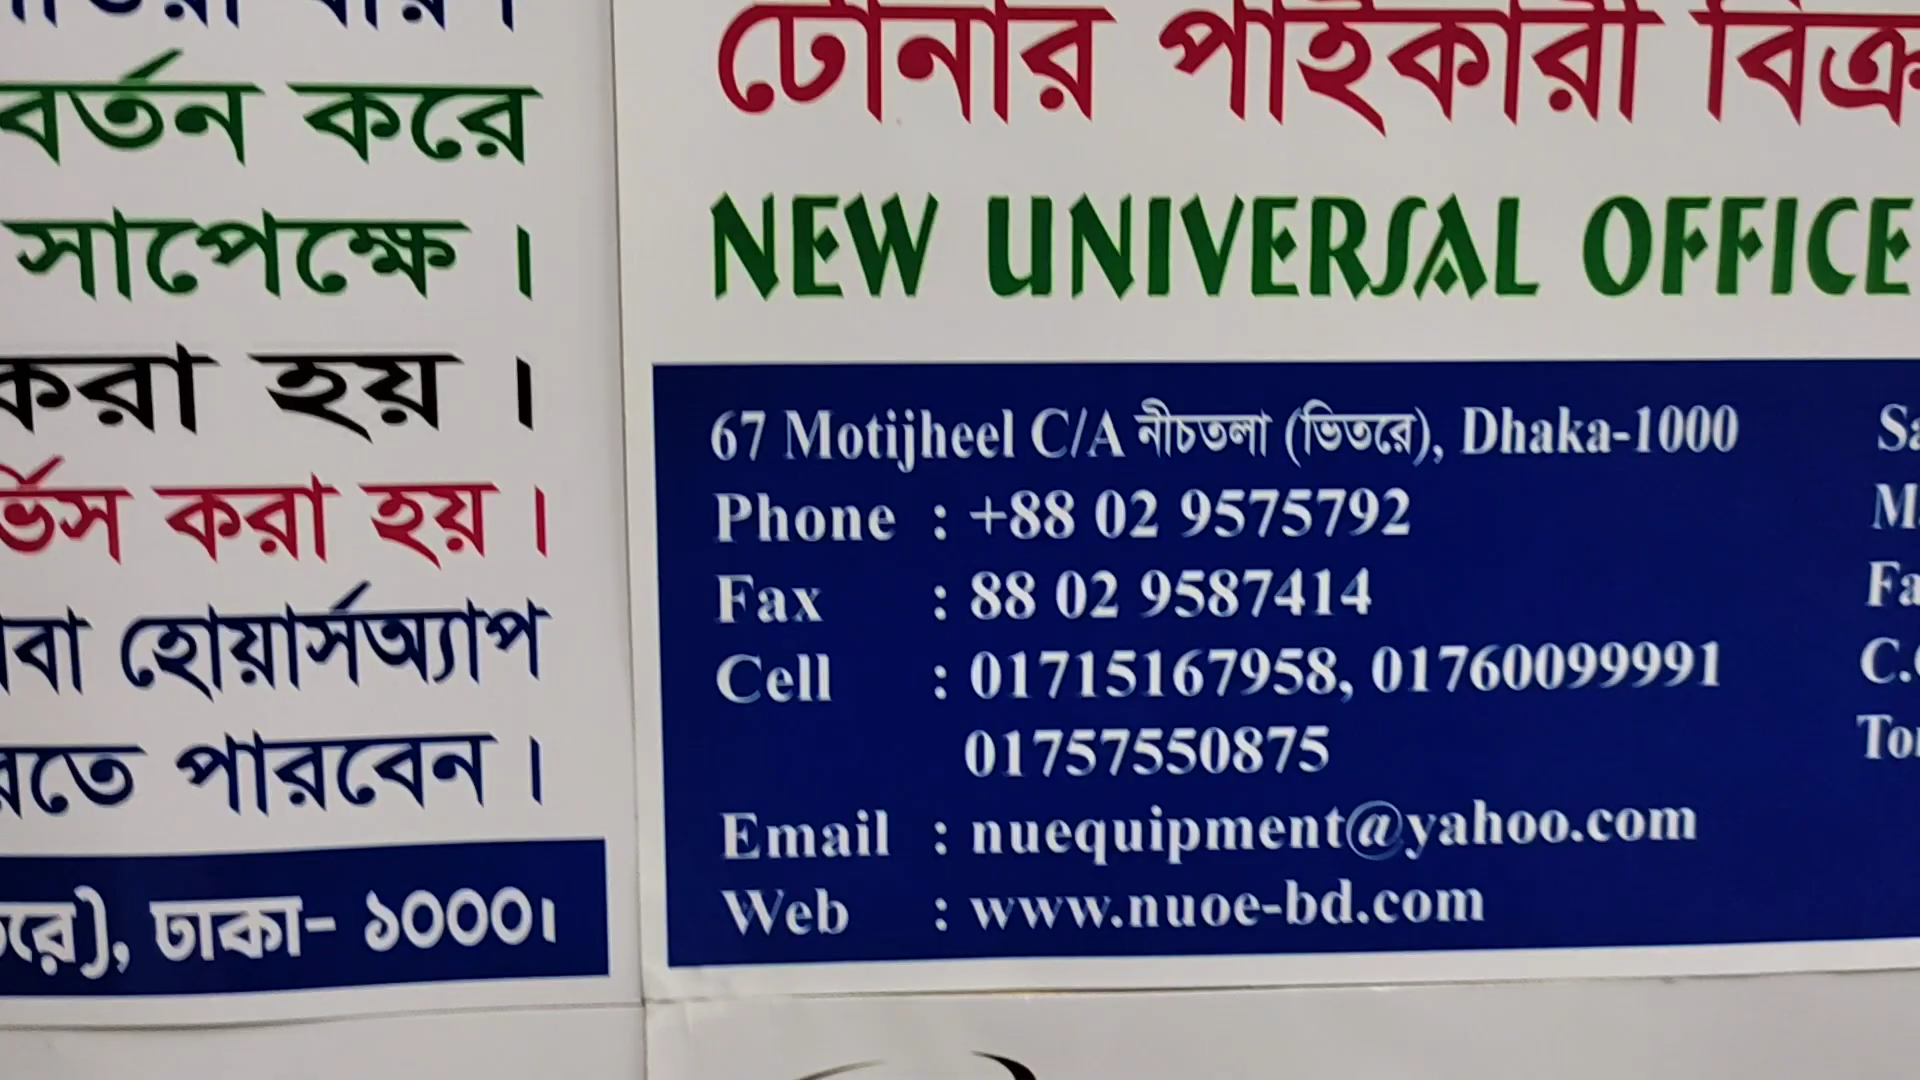 বর্তন করে
সাপেক্ষে ।
করা হয় ।
র্ভিস করা হয় ।
বা হোয়ার্সঅ্যাপ
রতে পারবেন ।
রে), ঢাকা- ১০০০।
টোনার পাইকারী বিক্র
NEW UNIVERSAL OFFICE
67 Motijheel C/A নীচতলা (ভিতরে), Dhaka-1000
Phone : +88 02 9575792
Fax : 88 02 9587414
Cell : 01715167958, 01760099991
01757550875
Email : nuequipment@yahoo.com
Web : www.nuoe-bd.com